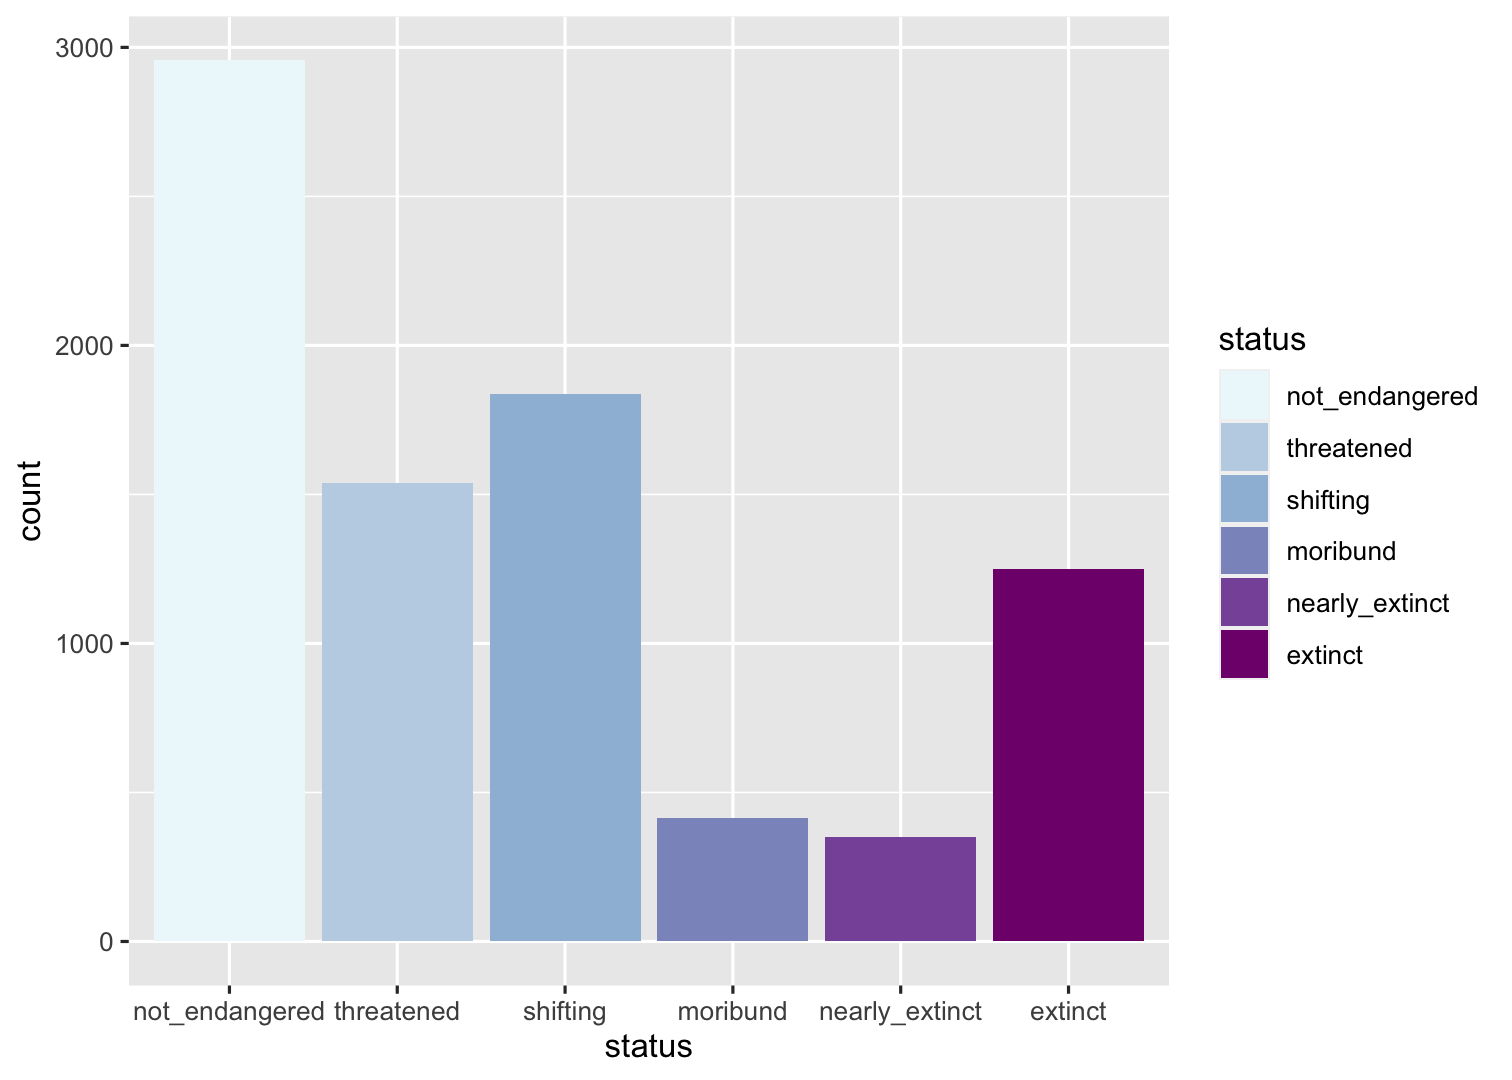 3000
2000
1000
0
count
not_endangered threatened shifting moribund nearly_extinct extinct
status
status
not_endangered
threatened
shifting
moribund
nearly_extinct
extinct